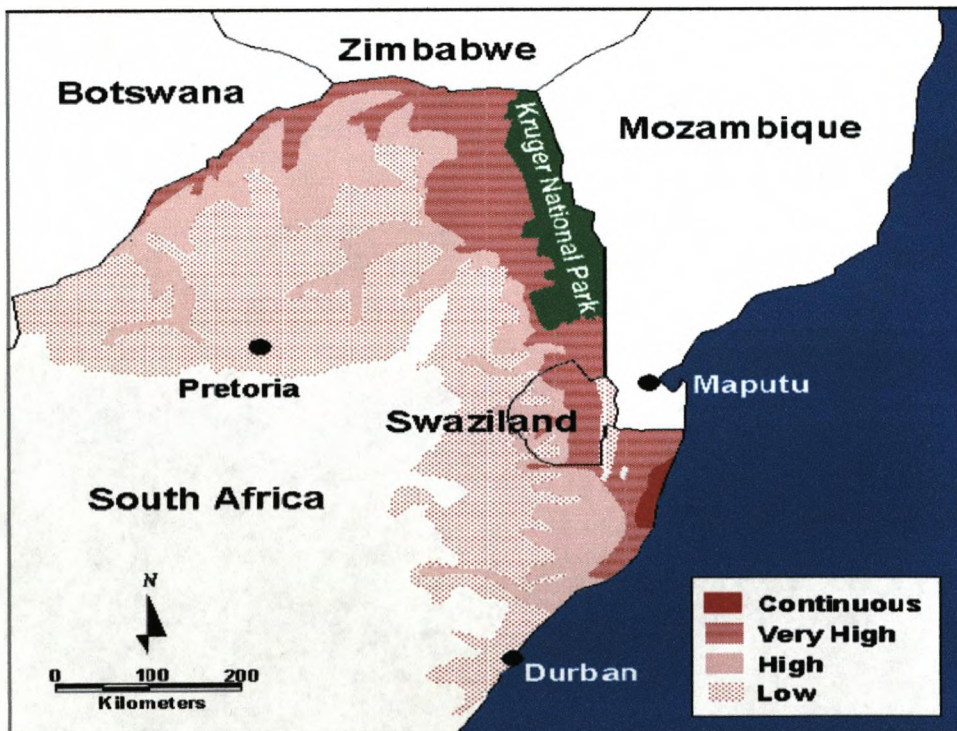 Zimbabwe
Botswana
Mozambique
Kruger National Park
Pretoria
Maputu
Swaziland
South Africa
N
0 100 200
Kilometers
Durban
Continuous
Very High
High
Low